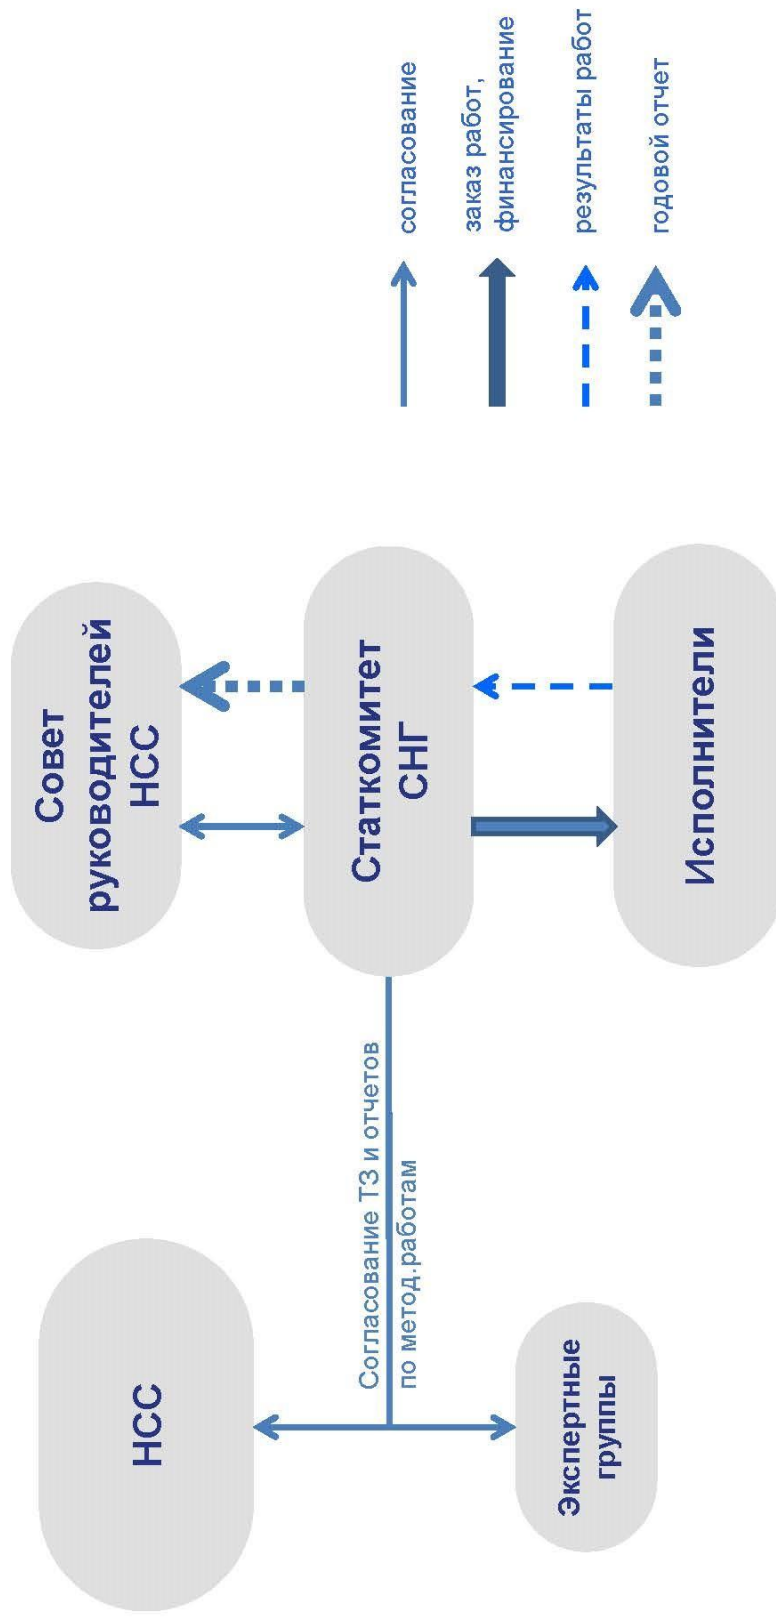 НСС
Экспертные
группы
Согласование ТЗ и отчетов
по метод.работам
Совет
руководителей
НСС
Статкомитет
СНГ
Исполнители
согласование
заказ работ,
финансирование
результаты работ
годовой отчет